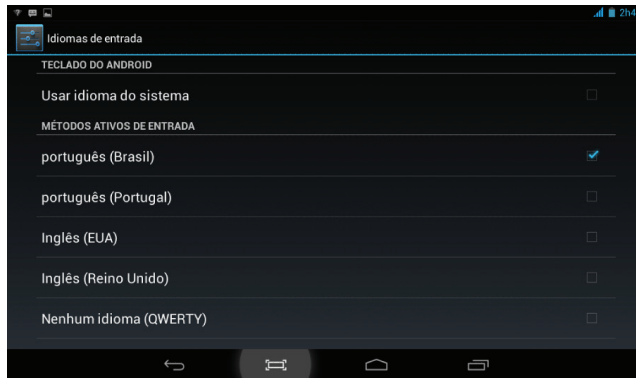 2h4
Idiomas de entrada
TECLADO DO ANDROID
Usar idioma do sistema
MÉTODOS ATIVOS DE ENTRADA
português (Brasil)
português (Portugal)
Inglês (EUA)
Inglês (Reino Unido)
Nenhum idioma (QWERTY)